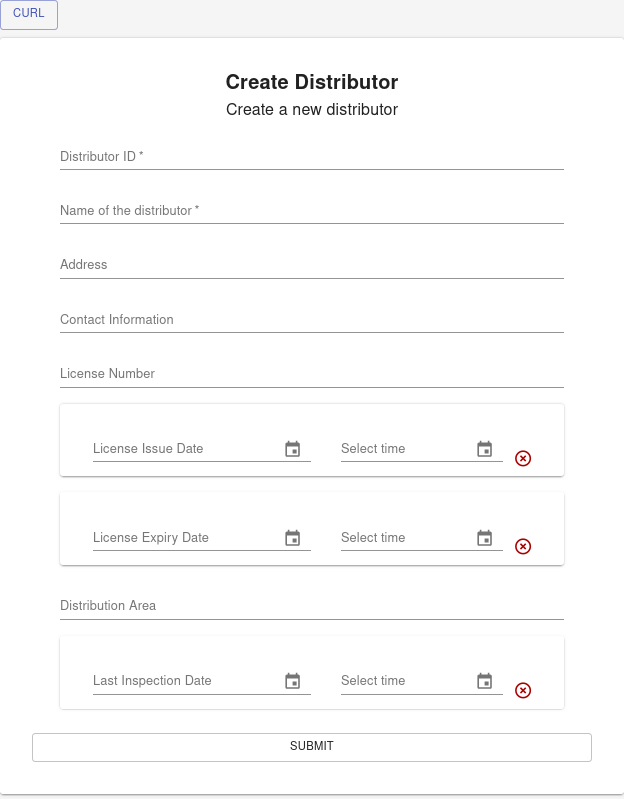 CURL
Create Distributor
Create a new distributor
Distributor ID *
Name of the distributor *
Address
Contact Information
License Number
License Issue Date Select time
License Expiry Date Select time
Distribution Area
Last Inspection Date Select time
SUBMIT